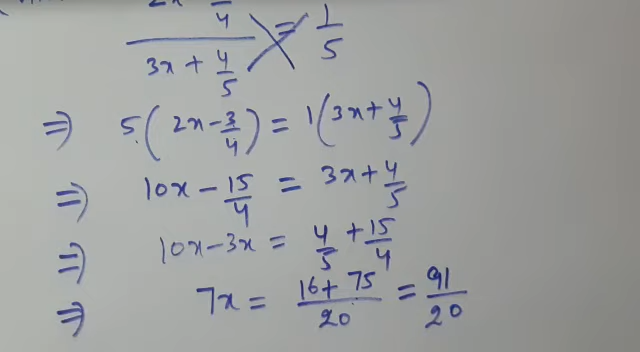 4
3x + 4/5 = 1/5
⇒ 5(2x - 3/4) = 1(3x + 4/5)
⇒ 10x - 15/4 = 3x + 4/5
⇒ 10x - 3x = 4/5 + 15/4
⇒ 7x = 16 + 75/20 = 91/20